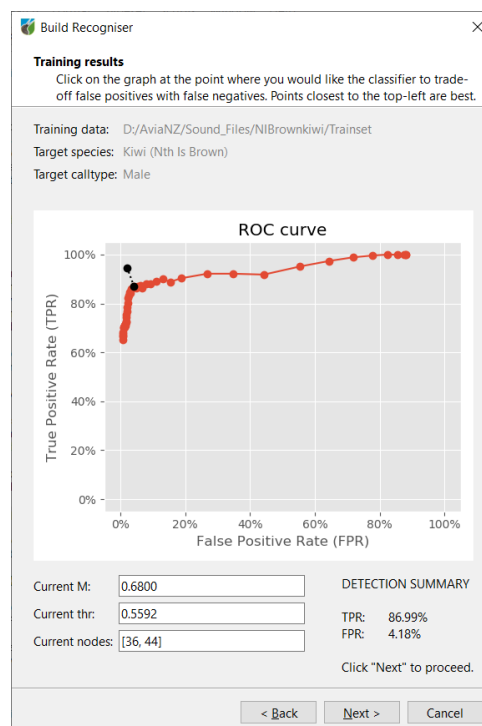 Build Recogniser
Training results
Click on the graph at the point where you would like the classifier to trade-
off false positives with false negatives. Points closest to the top-left are best.
Training data: D:/AviaNZ/Sound_Files/NIBrownkiwi/Trainset
Target species: Kiwi (Nth Is Brown)
Target calltype: Male
ROC curve
100%
80%
60%
40%
20%
0%
True Positive Rate (TPR)
0% 20% 40% 60% 80% 100%
False Positive Rate (FPR)
Current M: 0.6800
Current thr: 0.5592
Current nodes: [36, 44]
DETECTION SUMMARY
TPR: 86.99%
FPR: 4.18%
Click "Next" to proceed.
< Back Next > Cancel